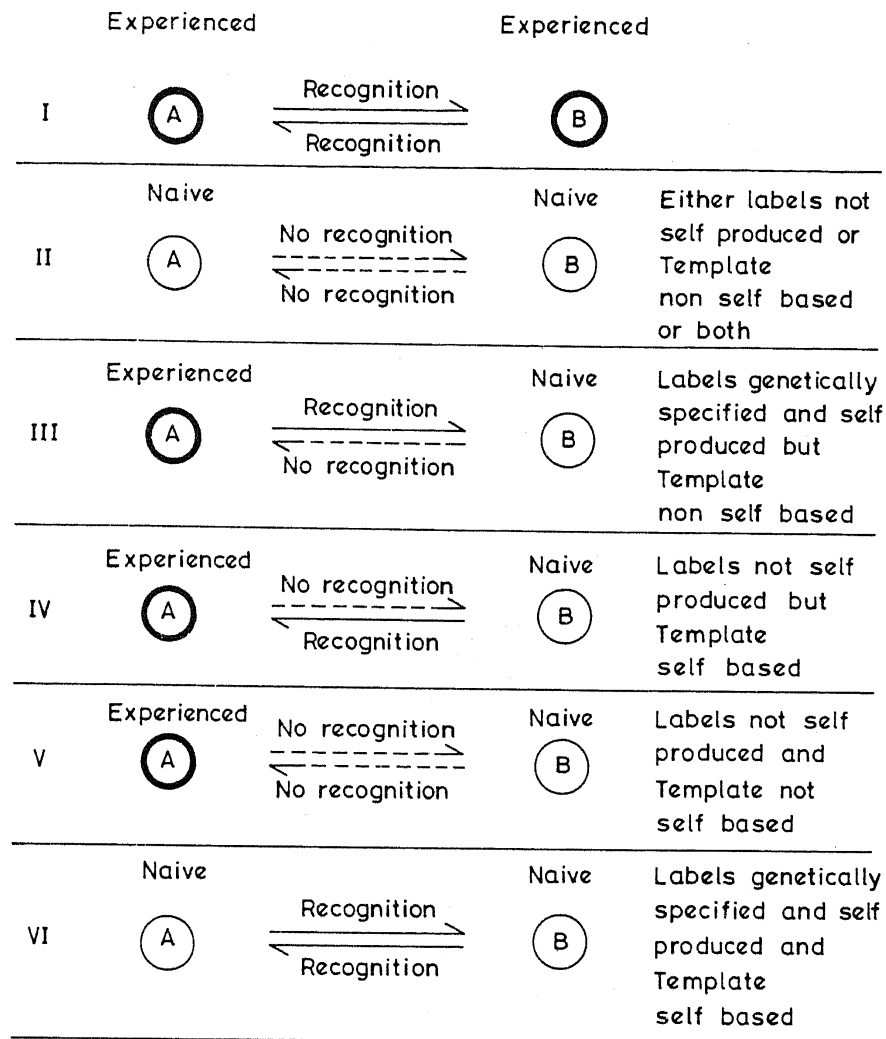 Experienced Experienced
Recognition
I A B
Recognition
Naive Naive Either labels not
No recognition self produced or
II A B Template
No recognition non self based
or both
Experienced Naive Labels genetically
Recognition specified and self
III A B produced but
No recognition Template
non self based
Experienced Naive Labels not self
No recognition produced but
IV A B Template
Recognition self based
Experienced Naive Labels not self
No recognition produced and
V A B Template not
No recognition self based
Naive Naive Labels genetically
Recognition specified and self
VI A B produced and
Recognition Template
self based